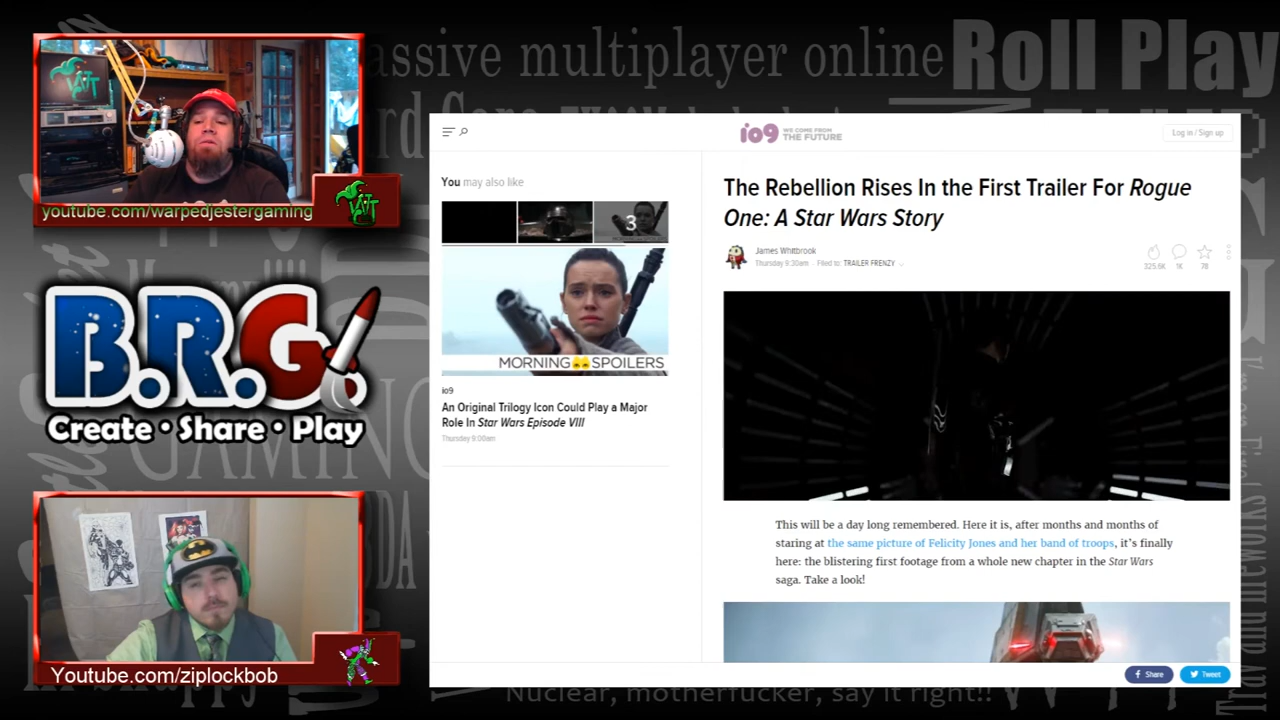 massive multiplayer online
Roll Play
youtube.com/warpedjestergaming
B.R.G.
Create • Share • Play
GAMING
Youtube.com/ziplockbob
io9 WE COME FROM THE FUTURE
Log in / Sign up
You may also like
3
MORNING SPOILERS
io9
An Original Trilogy Icon Could Play a Major
Role In Star Wars Episode VIII
Thursday 9:00am
The Rebellion Rises In the First Trailer For Rogue
One: A Star Wars Story
James Whitbrook
Thursday 9:30am Filed to: TRAILER FRENZY
325.6K 1K 78
This will be a day long remembered. Here it is, after months and months of
staring at the same picture of Felicity Jones and her band of troops, it's finally
here: the blistering first footage from a whole new chapter in the Star Wars
saga. Take a look!
Share
Tweet
Nuclear, motherfucker, say it right!!